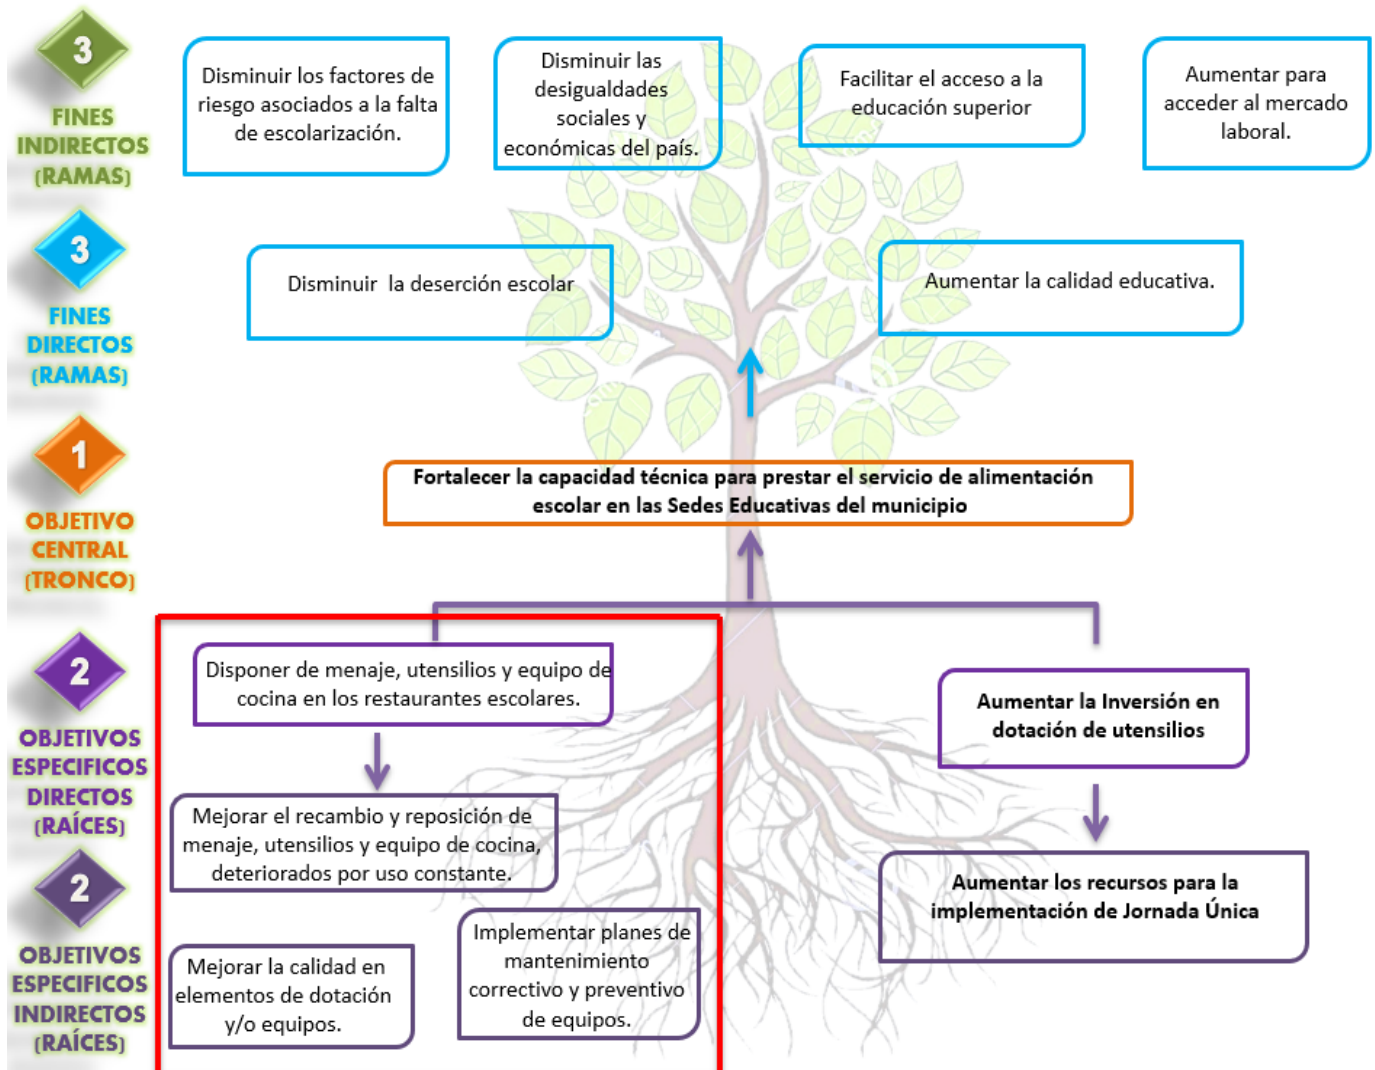 3
FINES
INDIRECTOS
(RAMAS)
Disminuir los factores de
riesgo asociados a la falta
de escolarización.
Disminuir las
desigualdades
sociales y
económicas del país.
Facilitar el acceso a la
educación superior
Aumentar para
acceder al mercado
laboral.
3
FINES
DIRECTOS
(RAMAS)
Disminuir  la deserción escolar
Aumentar la calidad educativa.
1
OBJETIVO
CENTRAL
(TRONCO)
Fortalecer la capacidad técnica para prestar el servicio de alimentación
escolar en las Sedes Educativas del municipio
2
OBJETIVOS
ESPECIFICOS
DIRECTOS
(RAÍCES)
Disponer de menaje, utensilios y equipo de
cocina en los restaurantes escolares.
Aumentar la Inversión en
dotación de utensilios
2
OBJETIVOS
ESPECIFICOS
INDIRECTOS
(RAÍCES)
Mejorar el recambio y reposición de
menaje, utensilios y equipo de cocina,
deteriorados por uso constante.
Aumentar los recursos para la
implementación de Jornada Única
Mejorar la calidad en
elementos de dotación
y/o equipos.
Implementar planes de
mantenimiento
correctivo y preventivo
de equipos.